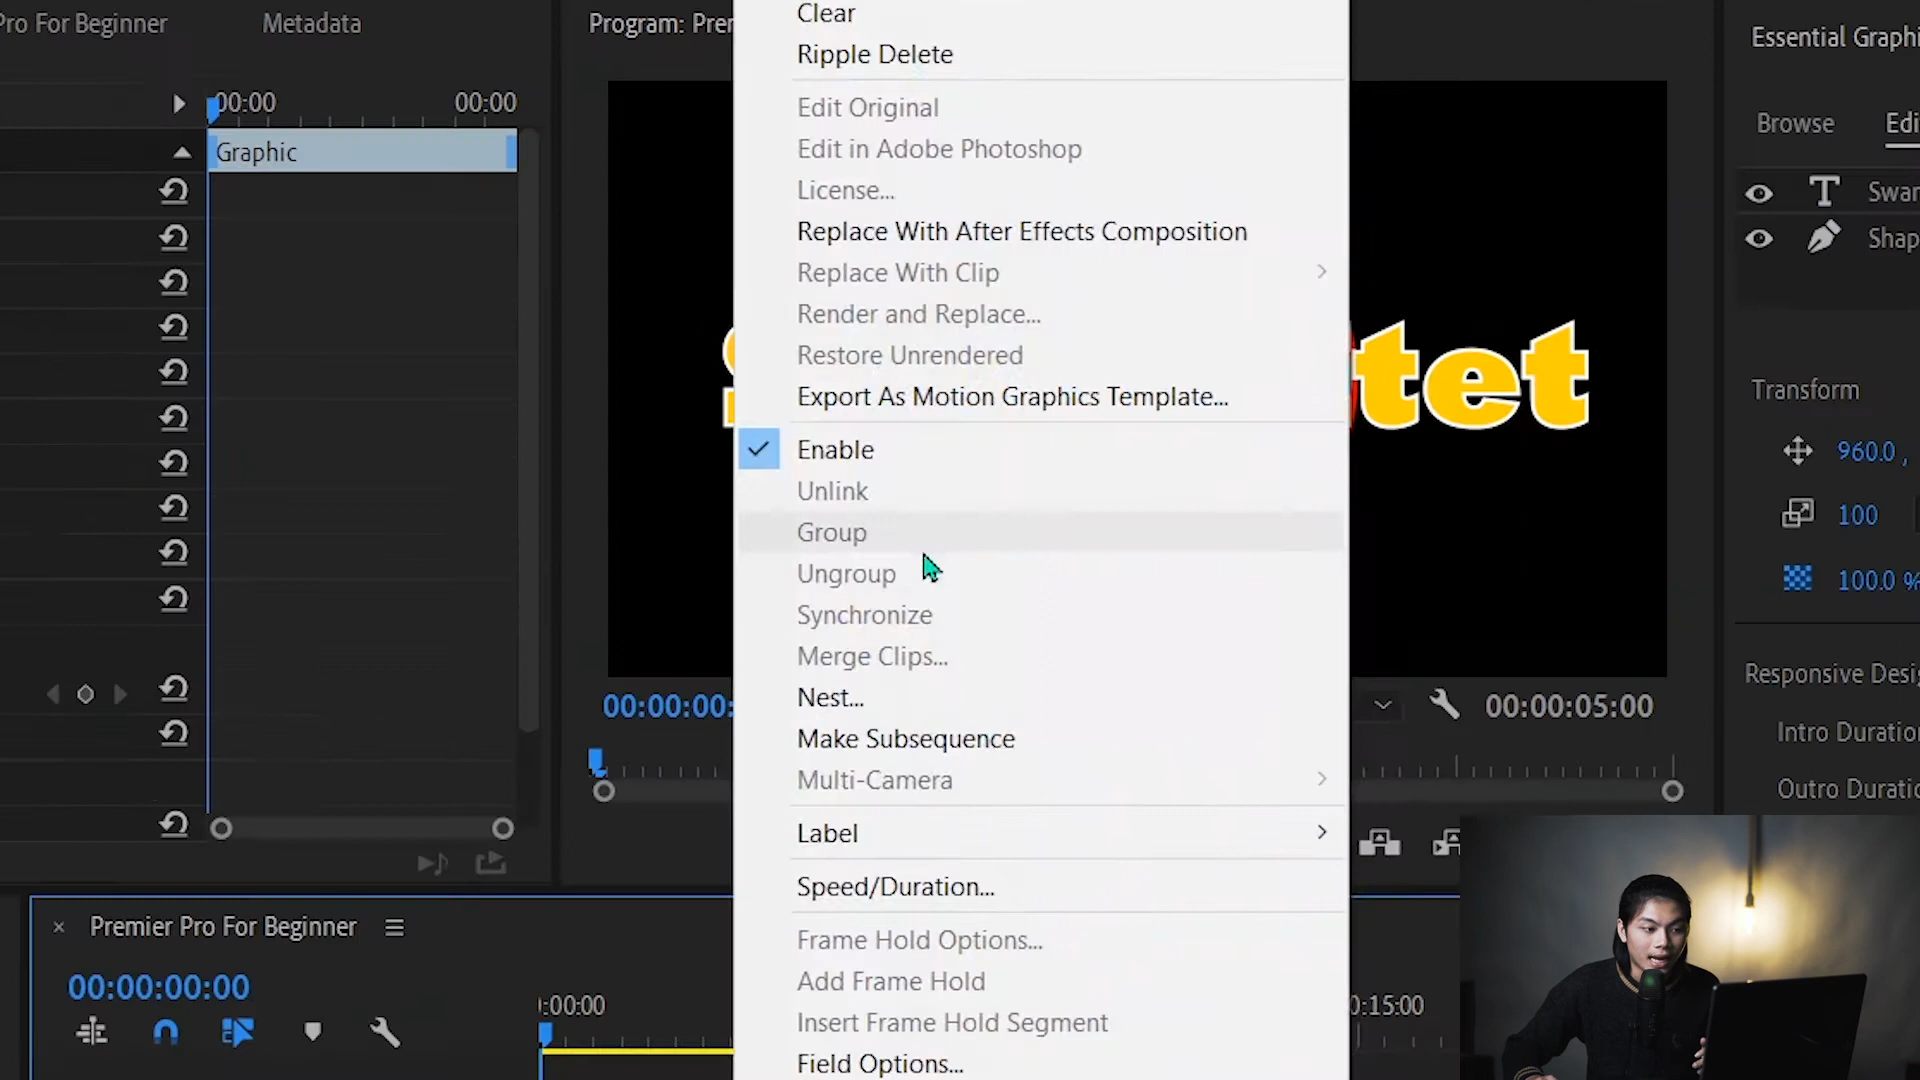 Pro For Beginner
Metadata
Program:
00:00
00:00
Graphic
Clear
Ripple Delete
Edit Original
Edit in Adobe Photoshop
License...
Replace With After Effects Composition
Replace With Clip
Render and Replace...
Restore Unrendered
Export As Motion Graphics Template...
Enable
Unlink
Group
Ungroup
Synchronize
Merge Clips...
Nest...
Make Subsequence
Multi-Camera
Label
Speed/Duration...
Frame Hold Options...
Add Frame Hold
Insert Frame Hold Segment
Field Options...
tet
00:00:00:
00:00:05:00
Essential Graphi
Browse
Edi
T Swar
Shap
Transform
960.0 ,
100
100.0 %
Responsive Desig
Intro Duration
Outro Duratio
Premier Pro For Beginner
00:00:00:00
:00:00
0:15:00